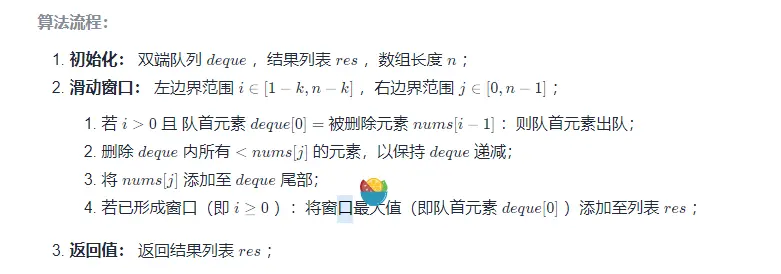 算法流程：
1. 初始化： 双端队列 deque ，结果列表 res ，数组长度 n ；
2. 滑动窗口： 左边界范围 i ∈ [1 − k, n − k] ，右边界范围 j ∈ [0, n − 1] ；
1. 若 i > 0 且 队首元素 deque[0] = 被删除元素 nums[i − 1] ：则队首元素出队；
2. 删除 deque 内所有 < nums[j] 的元素，以保持 deque 递减；
3. 将 nums[j] 添加至 deque 尾部；
4. 若已形成窗口（即 i ≥ 0 ）：将窗口最大值（即队首元素 deque[0] ）添加至列表 res ；
3. 返回值： 返回结果列表 res ；